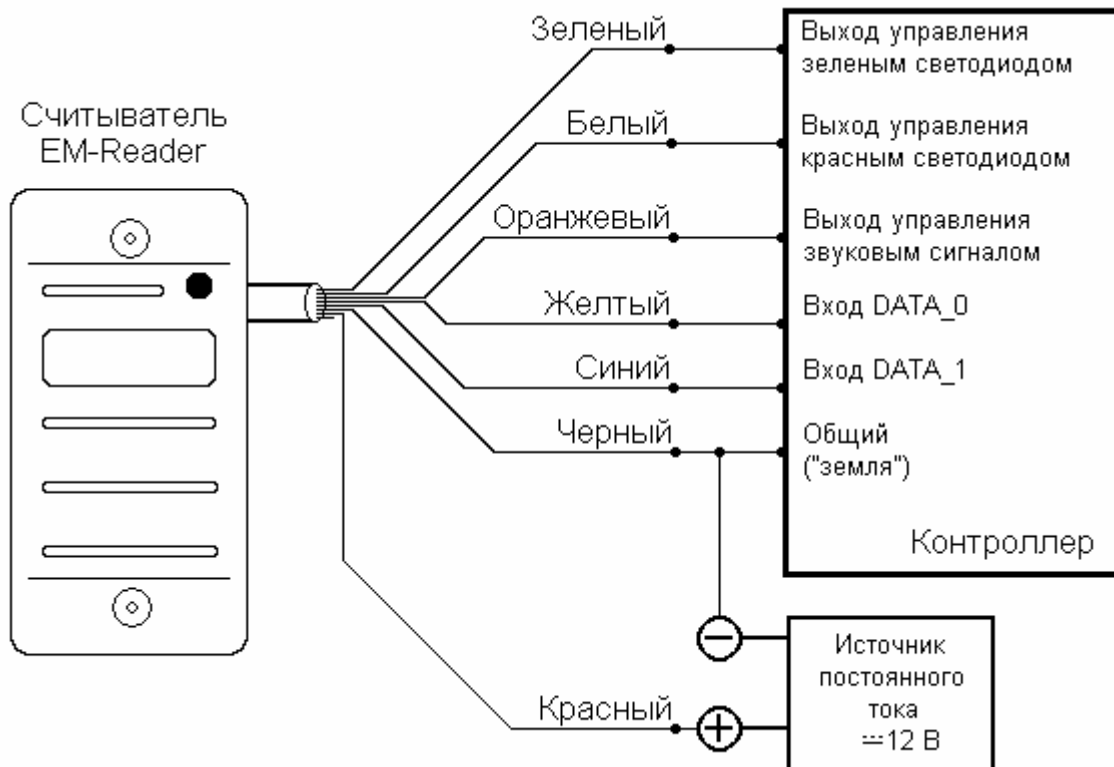 Считыватель
EM-Reader
Зеленый
Белый
Оранжевый
Желтый
Синий
Черный
Красный
Выход управления
зеленым светодиодом
Выход управления
красным светодиодом
Выход управления
звуковым сигналом
Вход DATA_0
Вход DATA_1
Общий
("земля")
Контроллер
Источник
постоянного
тока
⎓12 В